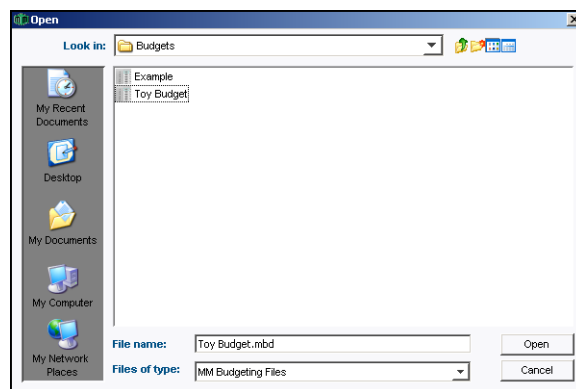 Open
Look in: Budgets
Example
Toy Budget
My Recent
Documents
Desktop
My Documents
My Computer
My Network
Places
File name: Toy Budget.mbd Open
Files of type: MM Budgeting Files Cancel